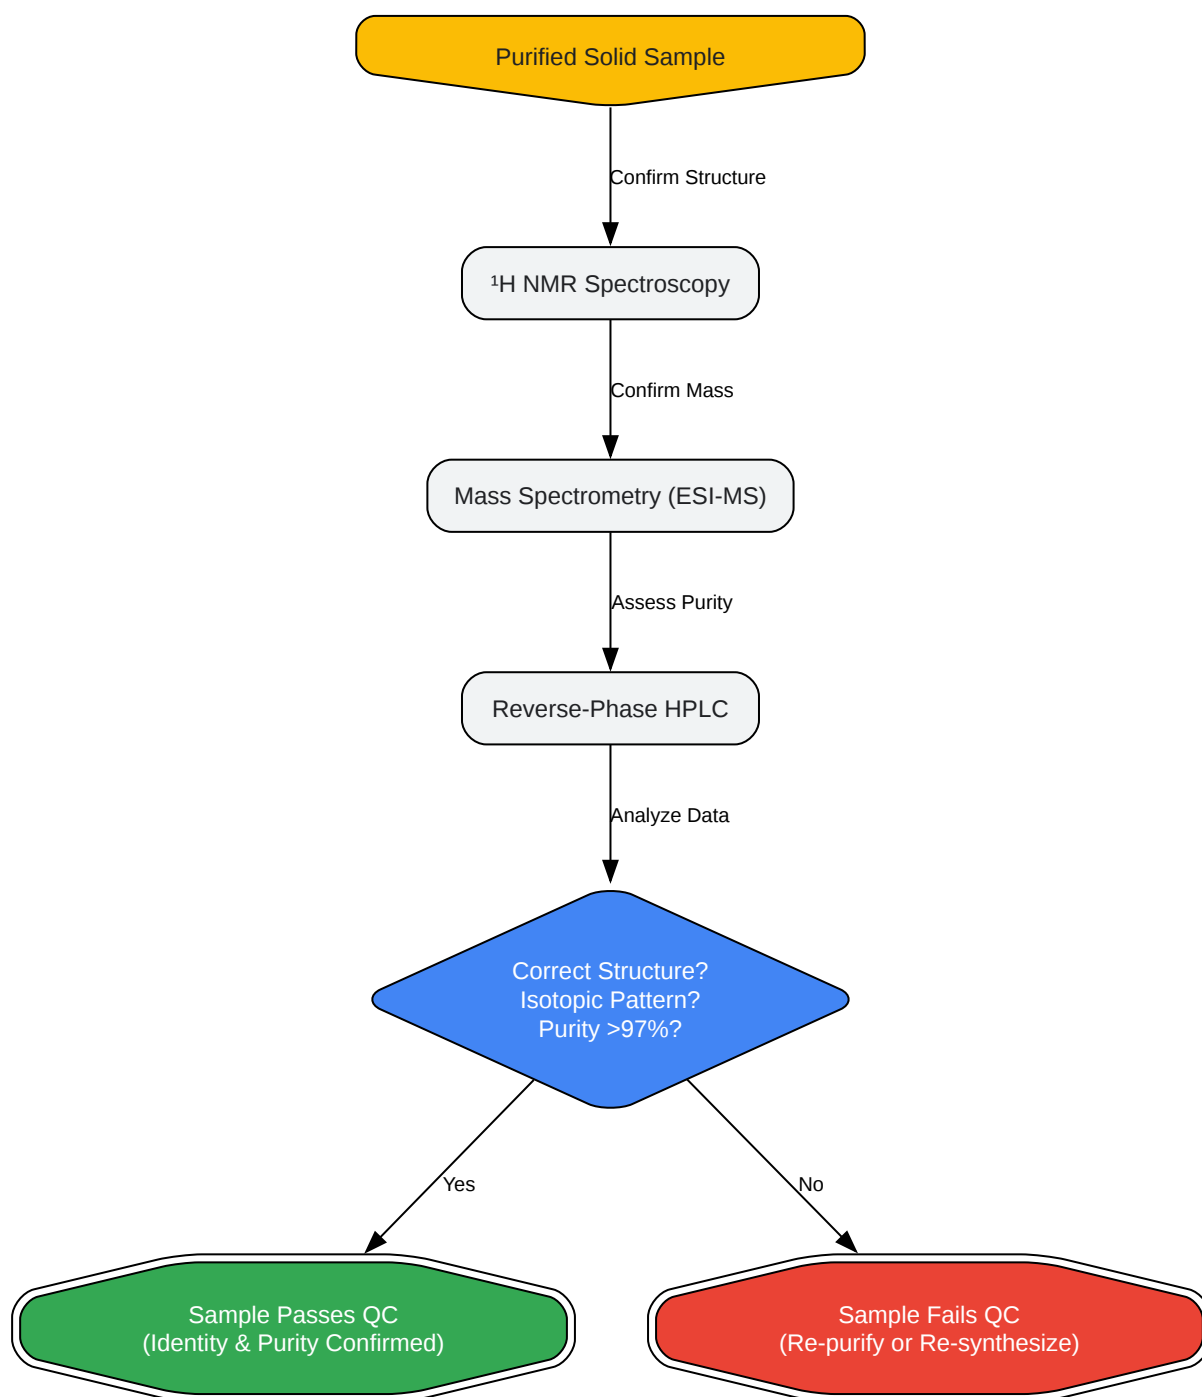 Purified Solid Sample
Confirm Structure
¹H NMR Spectroscopy
Confirm Mass
Mass Spectrometry (ESI-MS)
Assess Purity
Reverse-Phase HPLC
Analyze Data
Correct Structure?
Isotopic Pattern?
Purity >97%?
Yes
No
Sample Passes QC
(Identity & Purity Confirmed)
Sample Fails QC
(Re-purify or Re-synthesize)